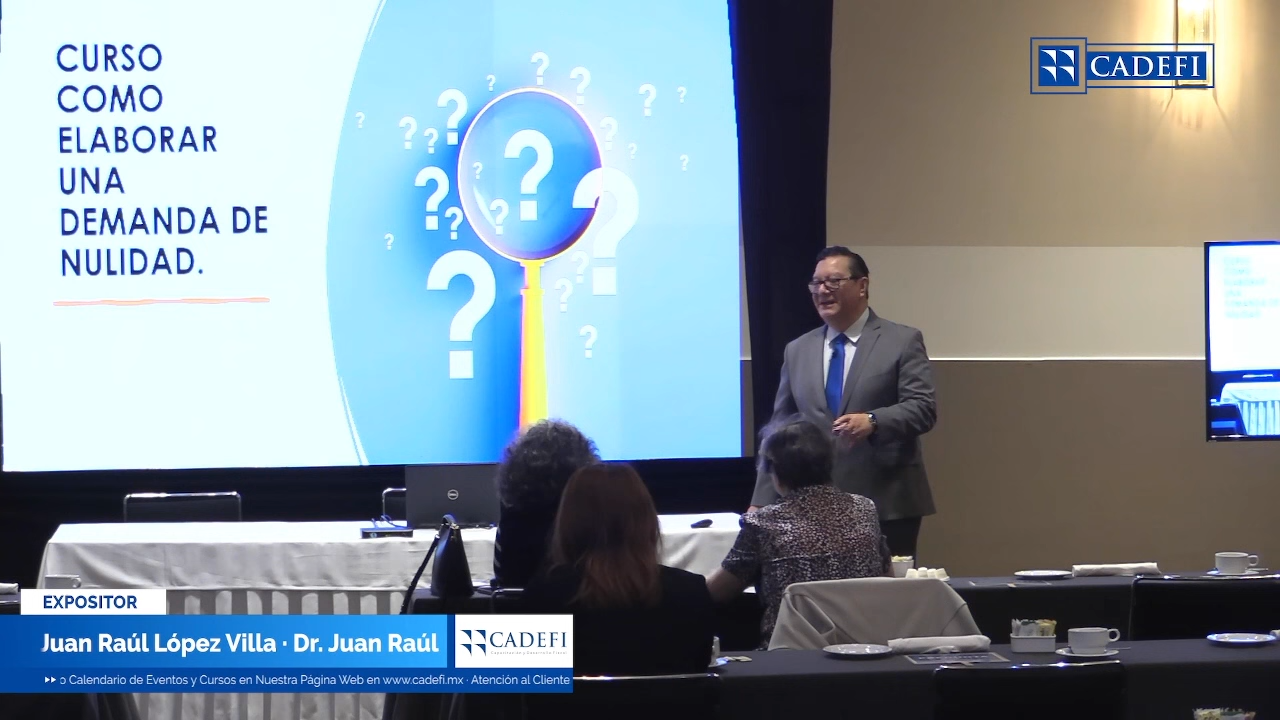 CURSO
COMO
ELABORAR
UNA
DEMANDA DE
NULIDAD.
CADEFI
EXPOSITOR
Juan Raúl López Villa · Dr. Juan Raúl
CADEFI
o Calendario de Eventos y Cursos en Nuestra Página Web en www.cadefi.mx · Atención al Cliente
DELL